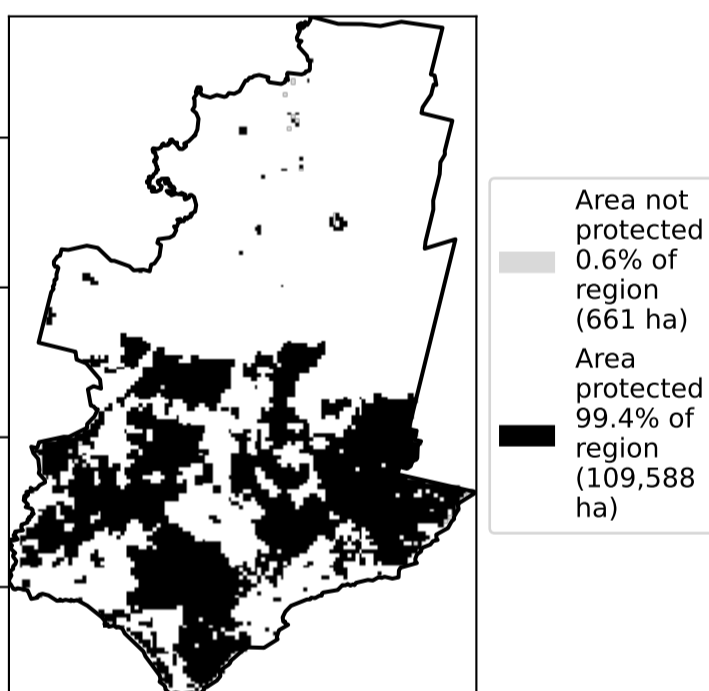 Area not
protected
0.6% of
region
(661 ha)
Area
protected
99.4% of
region
(109,588
ha)